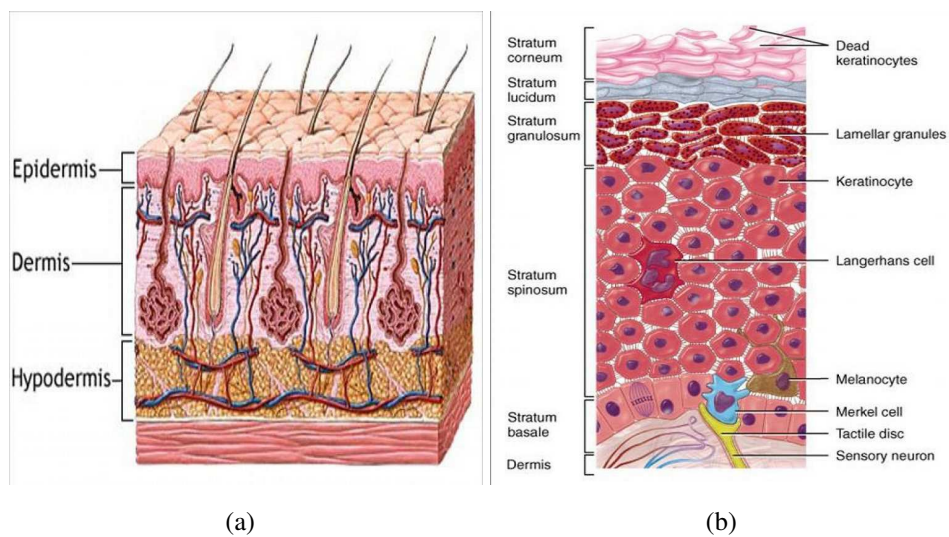 Epidermis
Dermis
Hypodermis
(a)
Stratum
corneum
Stratum
lucidum
Stratum
granulosum
Stratum
spinosum
Stratum
basale
Dermis
Dead
keratinocytes
Lamellar granules
Keratinocyte
Langerhans cell
Melanocyte
Merkel cell
Tactile disc
Sensory neuron
(b)